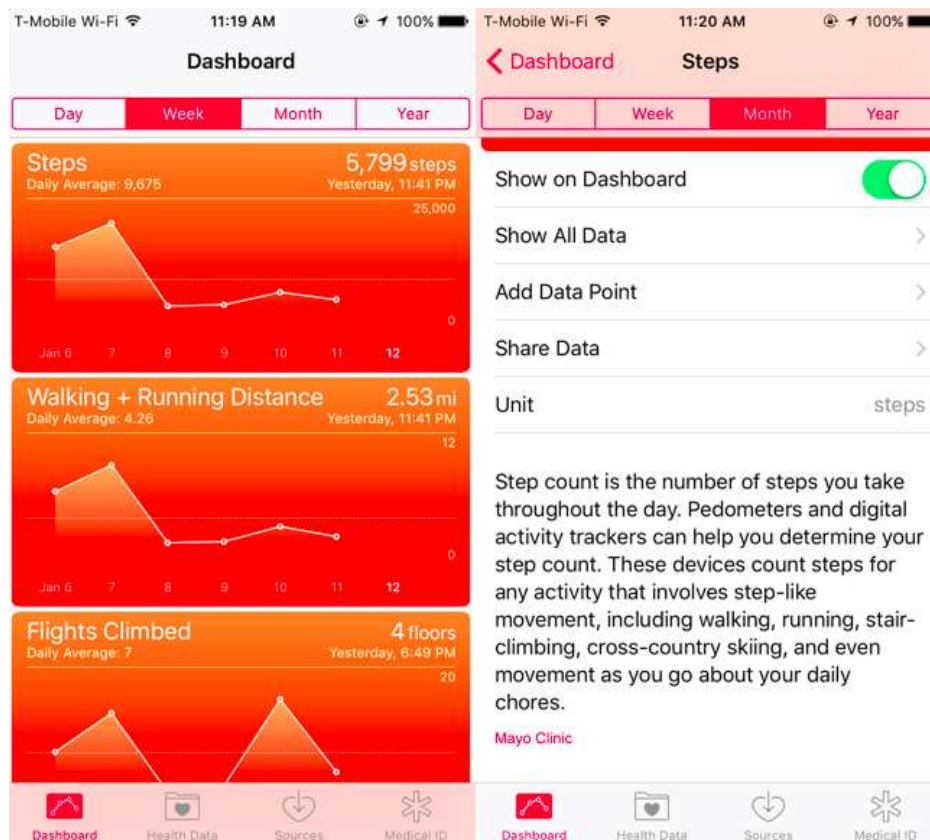 T-Mobile Wi-Fi 11:19 AM 100%
Dashboard
Day Week Month Year
Steps 5,799 steps
Daily Average: 9,675 Yesterday, 11:41 PM
25,000
0
Jan 6 7 8 9 10 11 12
Walking + Running Distance 2.53 mi
Daily Average: 4.26 Yesterday, 11:41 PM
12
0
Jan 6 7 8 9 10 11 12
Flights Climbed 4 floors
Daily Average: 7 Yesterday, 6:49 PM
20
Dashboard Health Data Sources Medical ID
T-Mobile Wi-Fi 11:20 AM 100%
Dashboard Steps
Day Week Month Year
Show on Dashboard
Show All Data
Add Data Point
Share Data
Unit steps
Step count is the number of steps you take
throughout the day. Pedometers and digital
activity trackers can help you determine your
step count. These devices count steps for
any activity that involves step-like
movement, including walking, running, stair-
climbing, cross-country skiing, and even
movement as you go about your daily
chores.
Mayo Clinic
Dashboard Health Data Sources Medical ID